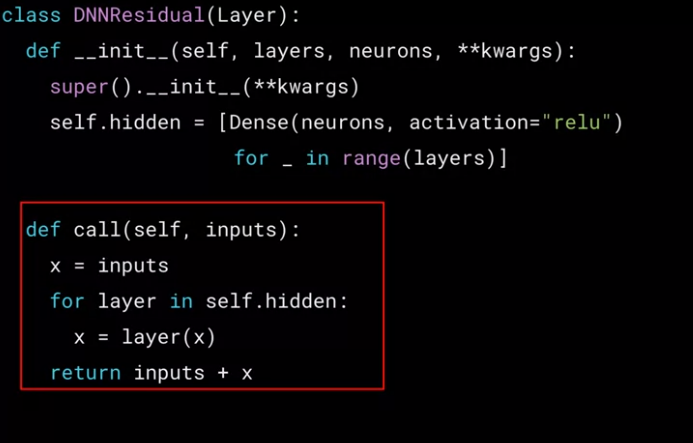 class DNNResidual(Layer):
  def __init__(self, layers, neurons, **kwargs):
    super().__init__(**kwargs)
    self.hidden = [Dense(neurons, activation="relu")
                   for _ in range(layers)]
  def call(self, inputs):
    x = inputs
    for layer in self.hidden:
      x = layer(x)
    return inputs + x